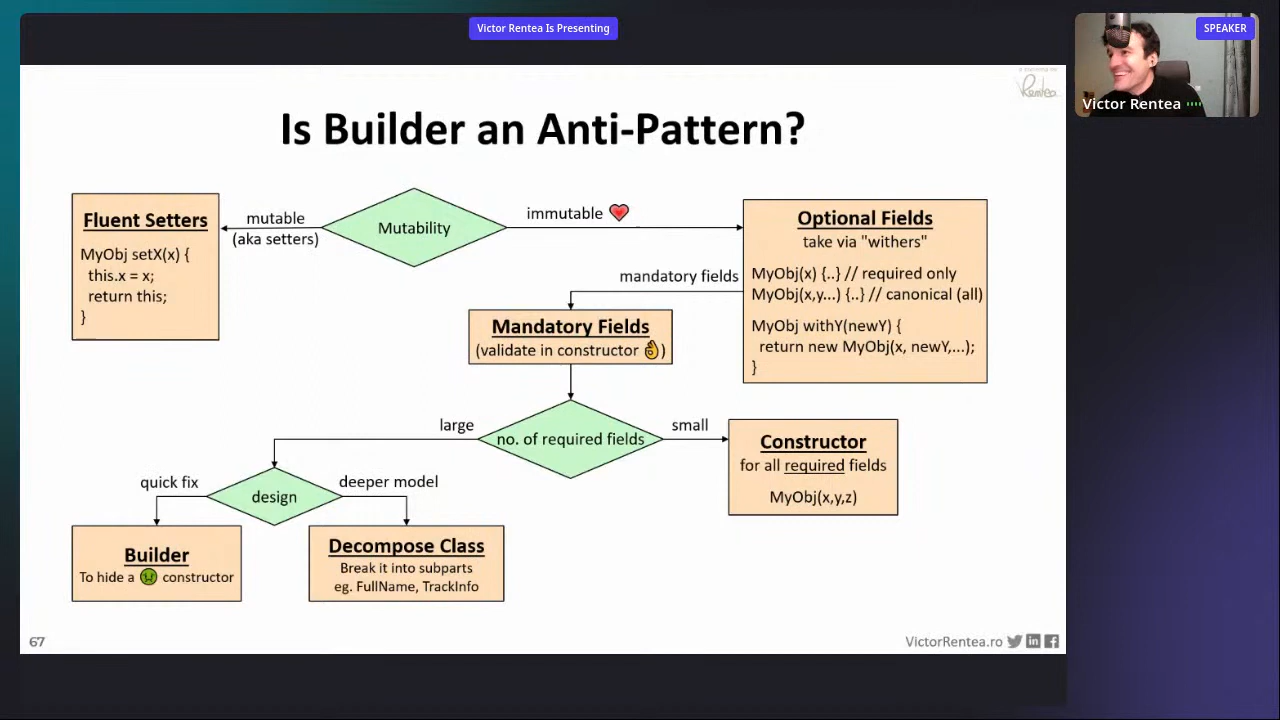 Victor Rentea Is Presenting
SPEAKER
Victor Rentea
Rentea
Is Builder an Anti-Pattern?
Fluent Setters
MyObj setX(x) {
this.x = x;
return this;
}
mutable
(aka setters)
Mutability
immutable ❤️
Optional Fields
take via "withers"
MyObj(x) {..} // required only
MyObj(x,y...) {..} // canonical (all)
MyObj withY(newY) {
return new MyObj(x, newY,...);
}
mandatory fields
Mandatory Fields
(validate in constructor 👌)
large
no. of required fields
small
Constructor
for all required fields
MyObj(x,y,z)
quick fix
design
deeper model
Builder
To hide a 🤢 constructor
Decompose Class
Break it into subparts
eg. FullName, TrackInfo
67
VictorRentea.ro